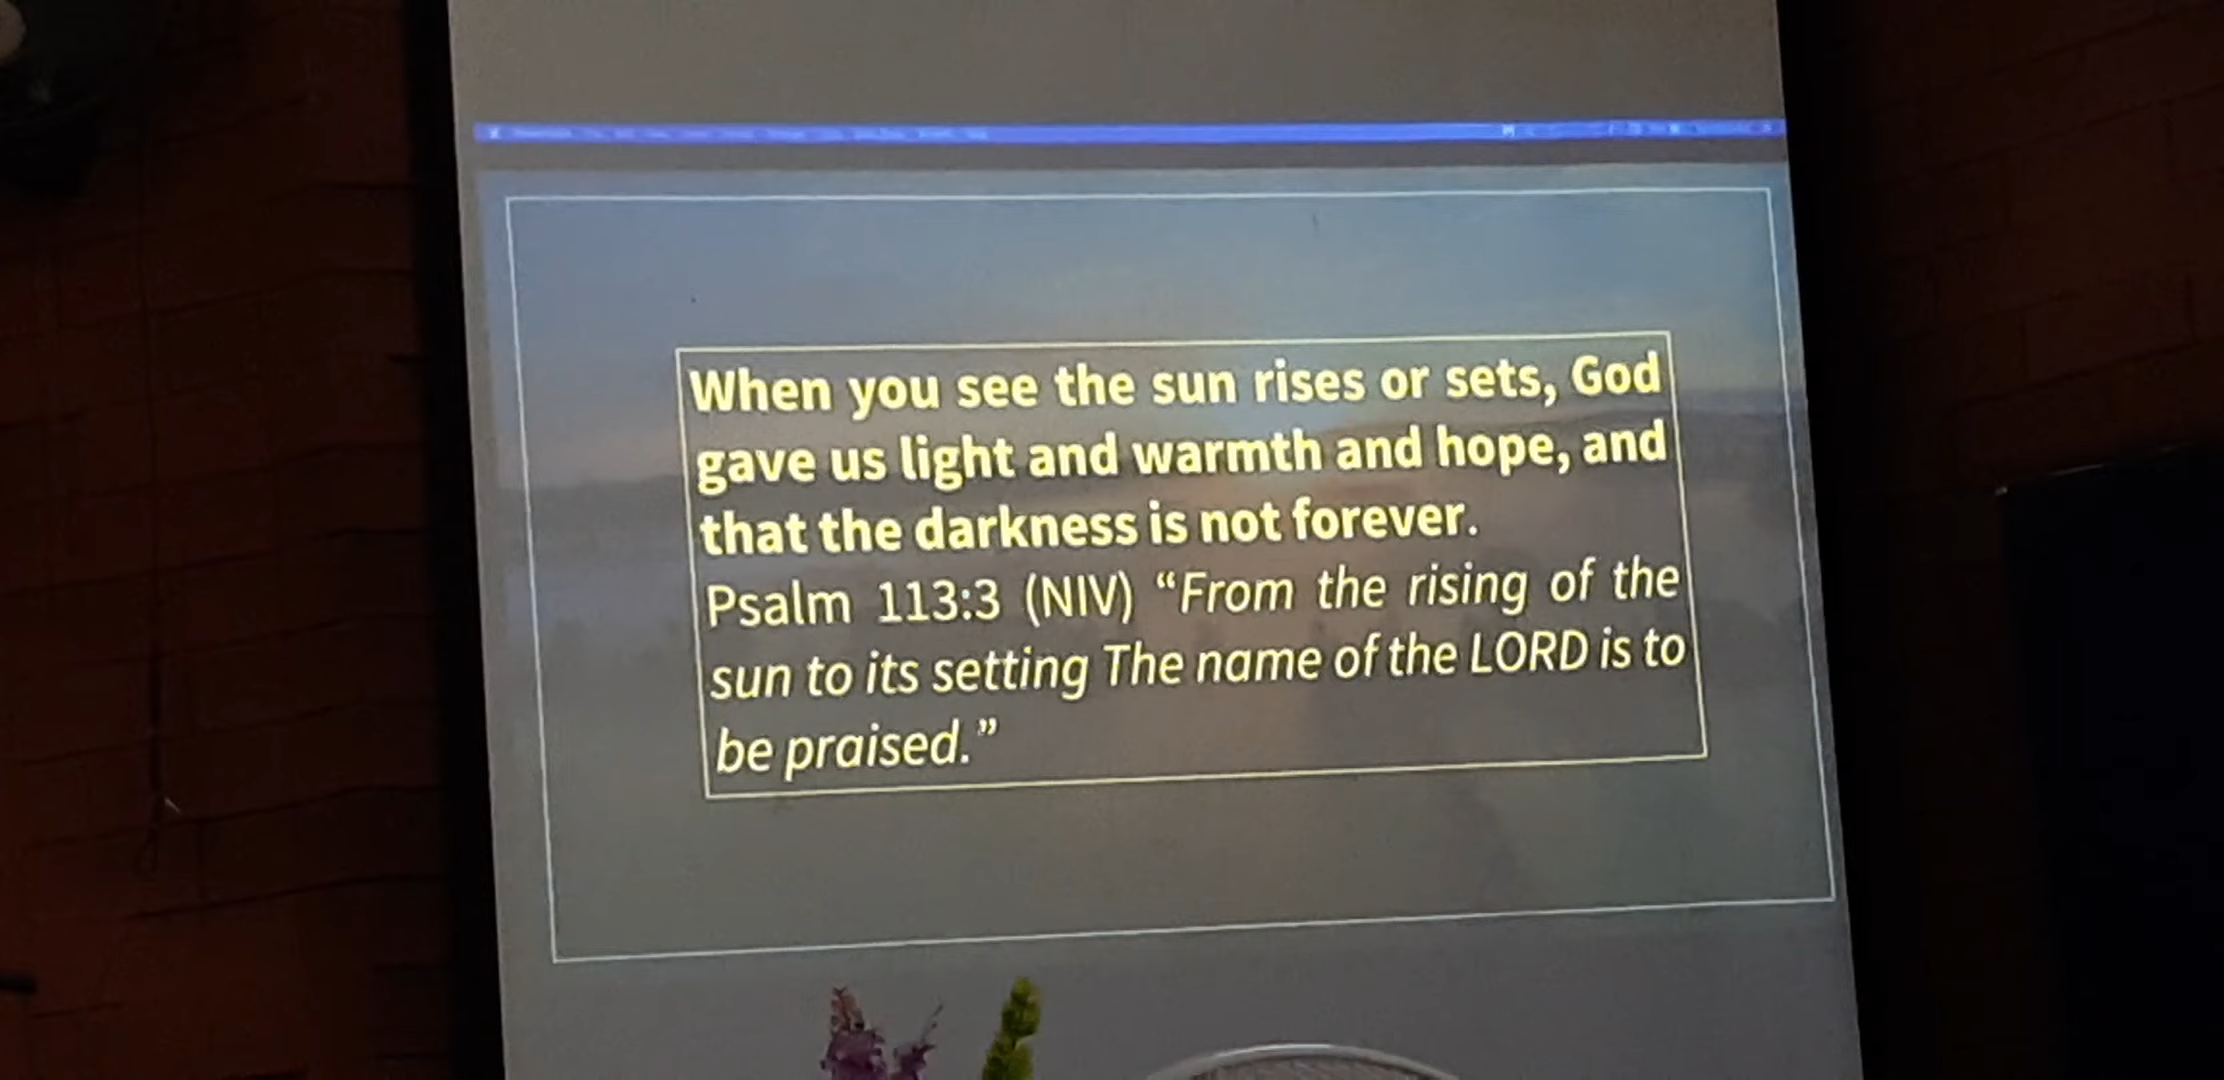 When you see the sun rises or sets, God
gave us light and warmth and hope, and
that the darkness is not forever.
Psalm 113:3 (NIV) “From the rising of the
sun to its setting The name of the LORD is to
be praised.”